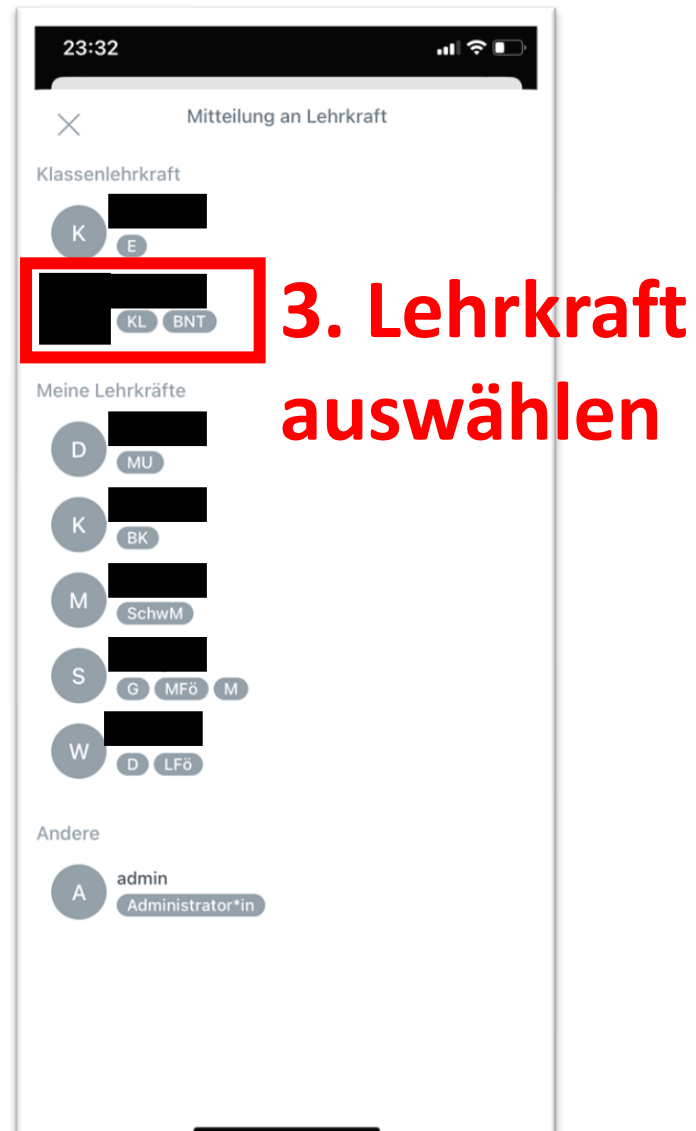 23:32
Mitteilung an Lehrkraft
Klassenlehrkraft
K
E
KL BNT
3. Lehrkraft
auswählen
Meine Lehrkräfte
D
MU
K
BK
M
SchwM
S
G MFö M
W
D LFö
Andere
A
admin
Administrator*in